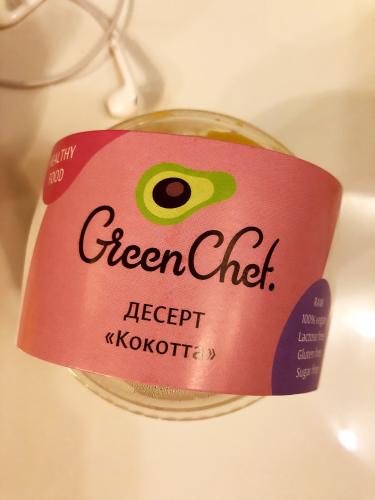 HEALTHY
FOOD
GreenChef.
ДЕСЕРТ
«Кокотта»
RAW
100% vegan
Lactose free
Gluten free
Sugar free